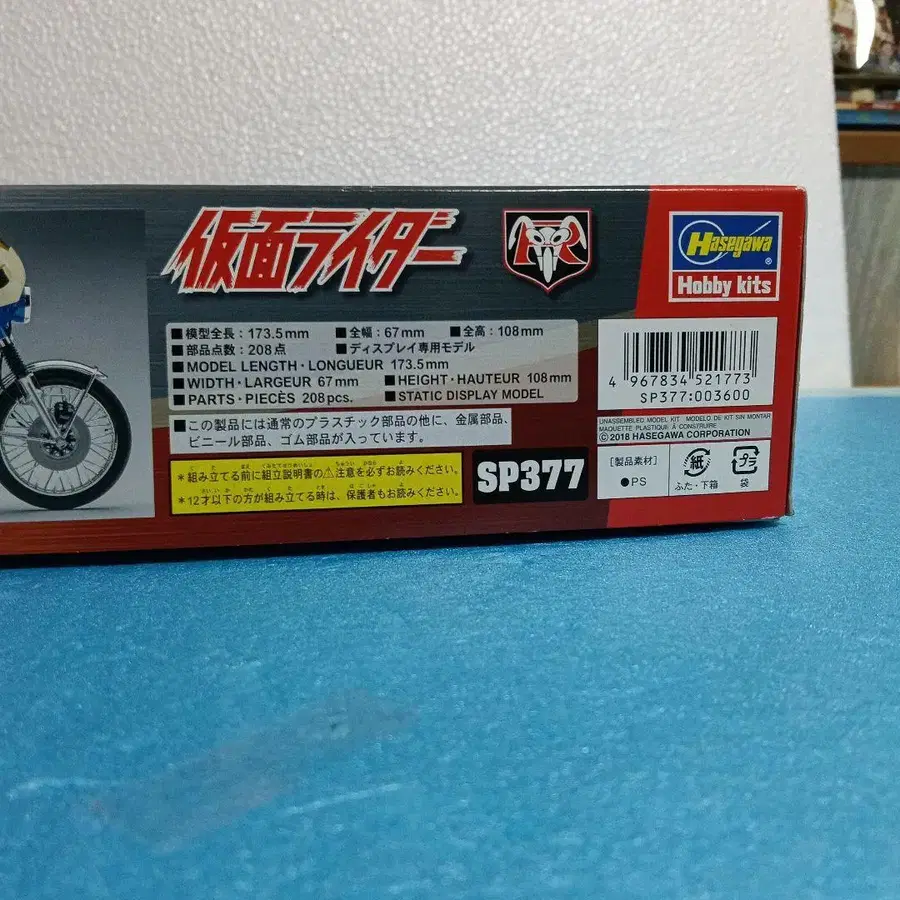 仮面ライダー
Hasegawa
®
Hobby kits
■模型全長：173.5mm ■全幅：67mm ■全高：108mm
■部品点数：208点 ■ディスプレイ専用モデル
■MODEL LENGTH・LONGUEUR 173.5mm
■WIDTH・LARGEUR 67mm ■HEIGHT・HAUTEUR 108mm
■PARTS・PIÈCES 208pcs. ■STATIC DISPLAY MODEL
■この製品には通常のプラスチック部品の他に、金属部品、
ビニール部品、ゴム部品が入っています。
＊組み立てる前に組立説明書の⚠注意を必ずお読みください。
＊12才以下の方が組み立てる時は、保護者もお読みください。
SP377
4 967834 521773
SP377:003600
UNASSEMBLED MODEL KIT MODELO DE KIT SIN MONTAR
MAQUETTE PLASTIQUE À CONSTRUIRE
©2018 HASEGAWA CORPORATION
［製品素材］
●PS
紙
ふた・下箱
プラ
袋